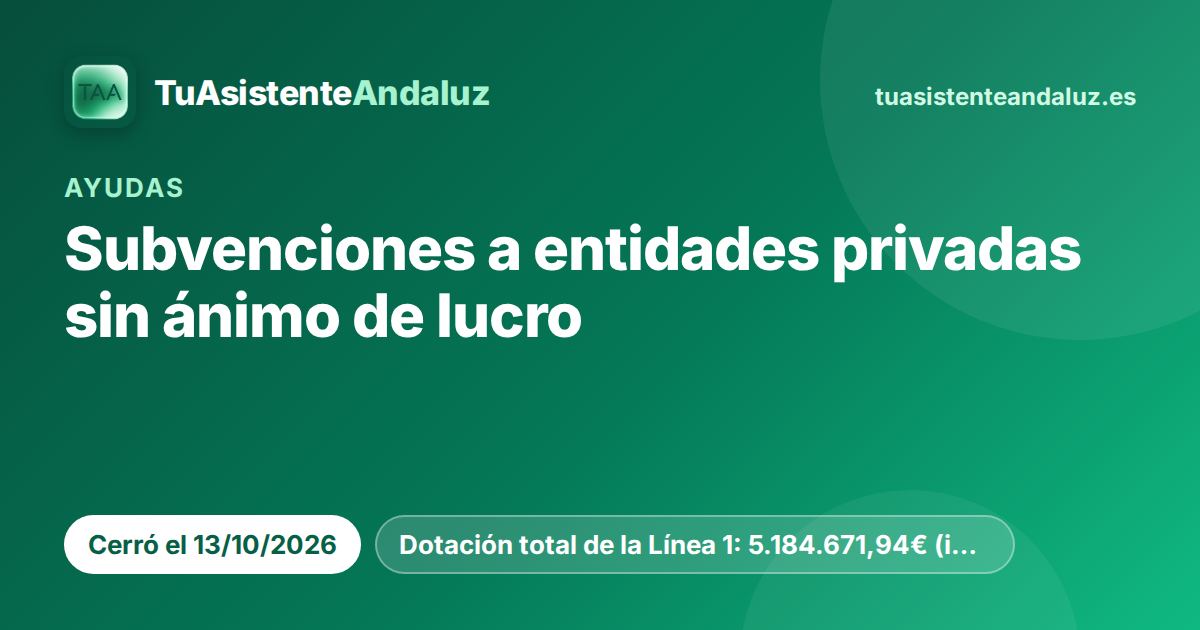 TAA
TuAsistenteAndaluz
tuasistenteandaluz.es
AYUDAS
Subvenciones a entidades privadas
sin ánimo de lucro
Cerró el 13/10/2026
Dotación total de la Línea 1: 5.184.671,94€ (i...